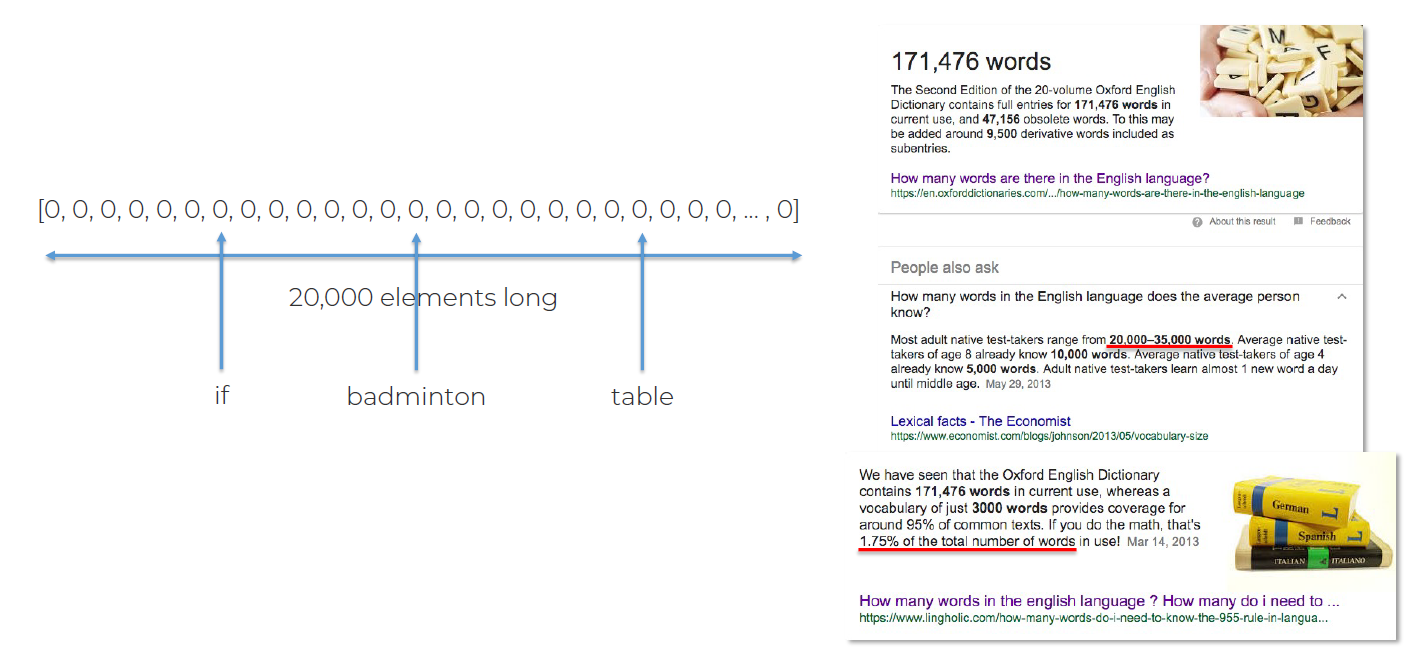 [0, 0, 0, 0, 0, 0, 0, 0, 0, 0, 0, 0, 0, 0, 0, 0, 0, 0, 0, 0, 0, 0, 0, 0, 0, ... , 0]
20,000 elements long
if
badminton
table
171,476 words
The Second Edition of the 20-volume Oxford English
Dictionary contains full entries for 171,476 words in
current use, and 47,156 obsolete words. To this may
be added around 9,500 derivative words included as
subentries.
How many words are there in the English language?
https://en.oxforddictionaries.com/.../how-many-words-are-there-in-the-english-language
About this result
Feedback
People also ask
How many words in the English language does the average person
know?
Most adult native test-takers range from 20,000–35,000 words. Average native test-
takers of age 8 already know 10,000 words. Average native test-takers of age 4
already know 5,000 words. Adult native test-takers learn almost 1 new word a day
until middle age. May 29, 2013
Lexical facts - The Economist
https://www.economist.com/blogs/johnson/2013/05/vocabulary-size
We have seen that the Oxford English Dictionary
contains 171,476 words in current use, whereas a
vocabulary of just 3000 words provides coverage for
around 95% of common texts. If you do the math, that's
1.75% of the total number of words in use! Mar 14, 2013
German
Spanish
ITALIAN ITALIANO
How many words in the english language ? How many do i need to ...
https://www.lingholic.com/how-many-words-do-i-need-to-know-the-955-rule-in-langua...